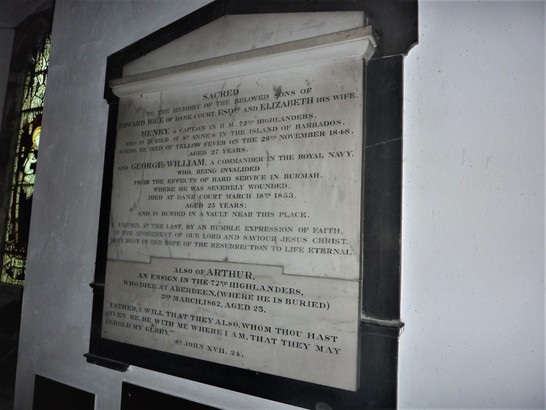 SACRED
TO THE MEMORY OF THE BELOVED SONS OF
EDWARD RICE OF DANE COURT, ESQRE AND ELIZABETH HIS WIFE.
HENRY, A CAPTAIN IN H.M. 72ND HIGHLANDERS,
WHO IS BURIED AT ST ANNE'S IN THE ISLAND OF BARBADOS,
WHERE HE DIED OF YELLOW FEVER ON THE 28TH NOVEMBER 1848.
AGED 27 YEARS.
AND GEORGE WILLIAM, A COMMANDER IN THE ROYAL NAVY.
WHO, BEING INVALIDED
FROM THE EFFECTS OF HARD SERVICE IN BURMAH,
WHERE HE WAS SEVERELY WOUNDED,
DIED AT DANE COURT MARCH 18TH 1853.
AGED 25 YEARS;
AND IS BURIED IN A VAULT NEAR THIS PLACE.
UNITED, AT THE LAST, BY AN HUMBLE EXPRESSION OF FAITH,
IN THE ATONEMENT OF OUR LORD AND SAVIOUR JESUS CHRIST,
THEY REST IN ONE HOPE OF THE RESURRECTION TO LIFE ETERNAL.
ALSO OF ARTHUR,
AN ENSIGN IN THE 72ND HIGHLANDERS,
WHO DIED AT ABERDEEN, (WHERE HE IS BURIED)
MARCH, 1862, AGED 23.
"FATHER, I WILL THAT THEY ALSO, WHOM THOU HAST
GIVEN ME, BE WITH ME WHERE I AM, THAT THEY MAY
BEHOLD MY GLORY."
ST JOHN XVII. 24.